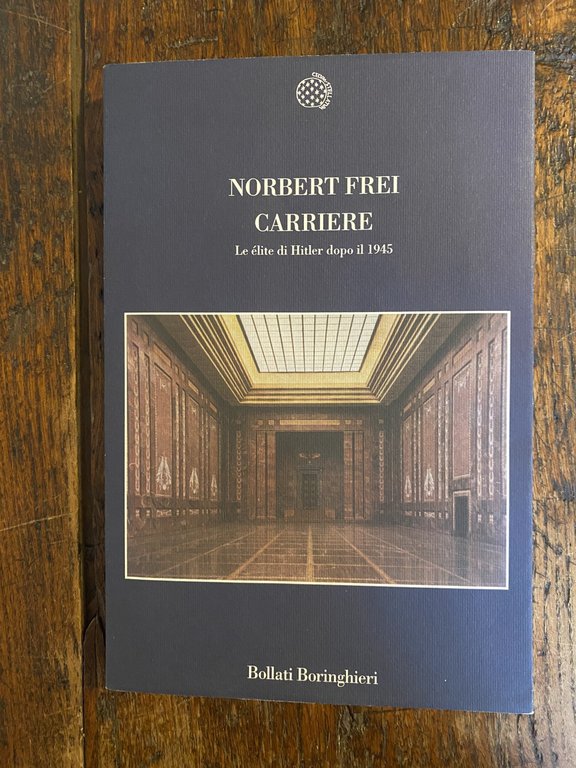 NORBERT FREI
CARRIERE
Le élite di Hitler dopo il 1945
Bollati Boringhieri